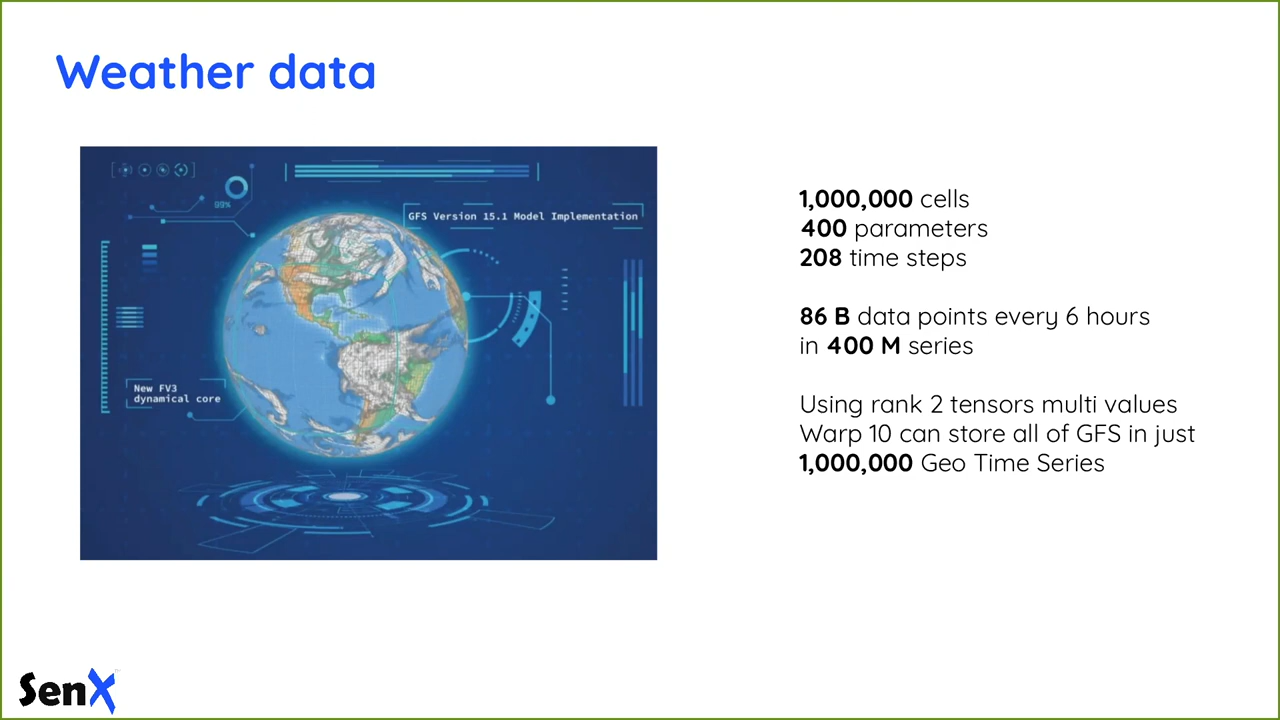 Weather data
99%
GFS Version 15.1 Model Implementation
New FV3
dynamical core
1,000,000 cells
400 parameters
208 time steps
86 B data points every 6 hours
in 400 M series
Using rank 2 tensors multi values
Warp 10 can store all of GFS in just
1,000,000 Geo Time Series
SenX